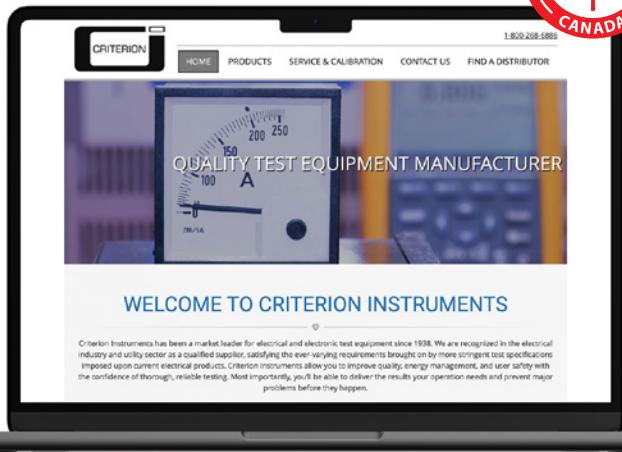 CANADA
1-800-268-6886
CRITERION
HOME PRODUCTS SERVICE & CALIBRATION CONTACT US FIND A DISTRIBUTOR
QUALITY TEST EQUIPMENT MANUFACTURER
0 100 150 200 250
A
WELCOME TO CRITERION INSTRUMENTS
Criterion Instruments has been a market leader for electrical and electronic test equipment since 1938. We are recognized in the electrical
industry and utility sector as a qualified supplier, satisfying the ever-varying requirements brought on by more stringent test specifications
imposed upon current electrical products. Criterion Instruments allow you to improve quality, energy management, and user safety with
the confidence of thorough, reliable testing. Most importantly, you'll be able to deliver the results your operation needs and prevent major
problems before they happen.